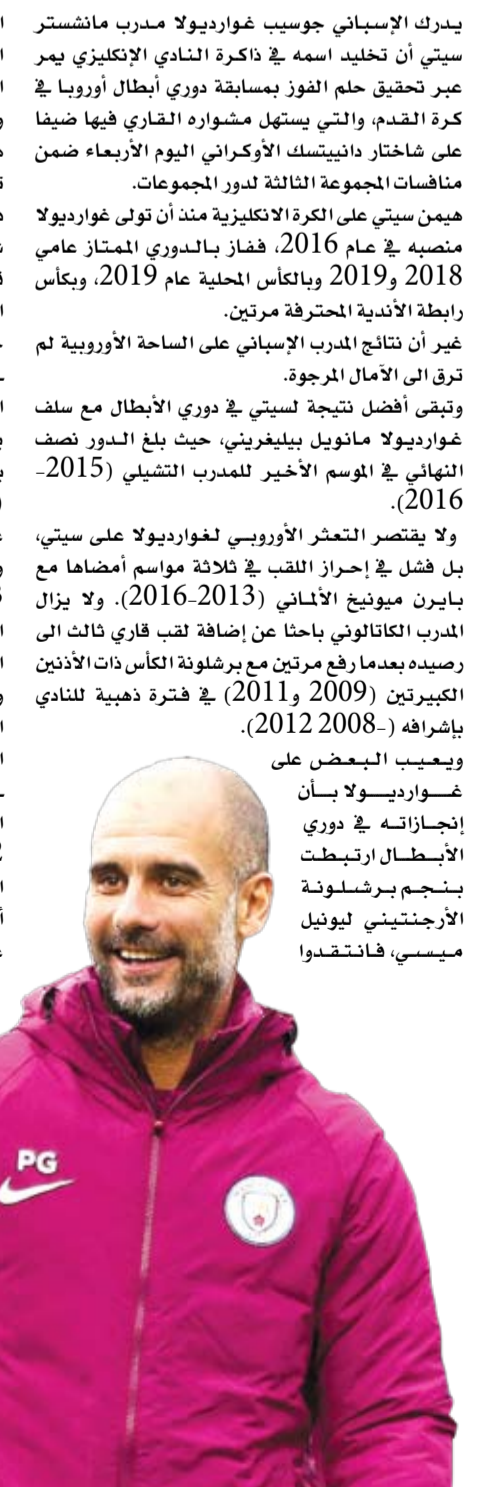 يدرك الإسباني جوسيب غوارديولا مدرب مانشستر
سيتي أن تخليد اسمه في ذاكرة النادي الإنكليزي يمر
عبر تحقيق حلم الفوز بمسابقة دوري أبطال أوروبا في
كرة القدم، والتي يستهل مشواره القاري فيها ضيفا
على شاختار دانييتسك الأوكراني اليوم الأربعاء ضمن
منافسات المجموعة الثالثة لدور المجموعات.
هيمن سيتي على الكرة الانكليزية منذ أن تولى غوارديولا
منصبه في عام 2016، ففاز بالدوري الممتاز عامي
2018 و2019 وبالكأس المحلية عام 2019، وبكأس
رابطة الأندية المحترفة مرتين.
غير أن نتائج المدرب الإسباني على الساحة الأوروبية لم
ترق الى الآمال المرجوة.
وتبقى أفضل نتيجة لسيتي في دوري الأبطال مع سلف
غوارديولا مانويل بيليغريني، حيث بلغ الدور نصف
النهائي في الموسم الأخير للمدرب التشيلي (2015-
2016).
ولا يقتصر التعثر الأوروبي لغوارديولا على سيتي،
بل فشل في إحراز اللقب في ثلاثة مواسم أمضاها مع
بايرن ميونيخ الألماني (2013-2016). ولا يزال
المدرب الكاتالوني باحثا عن إضافة لقب قاري ثالث الى
رصيده بعدما رفع مرتين مع برشلونة الكأس ذات الأذنين
الكبيرتين (2009 و2011) في فترة ذهبية للنادي
بإشرافه (-2008 2012).
ويعيب البعض على
غوارديولا بأن
إنجازاته في دوري
الأبطال ارتبطت
بنجم برشلونة
الأرجنتيني ليونيل
ميسي، فانتقدوا
PG